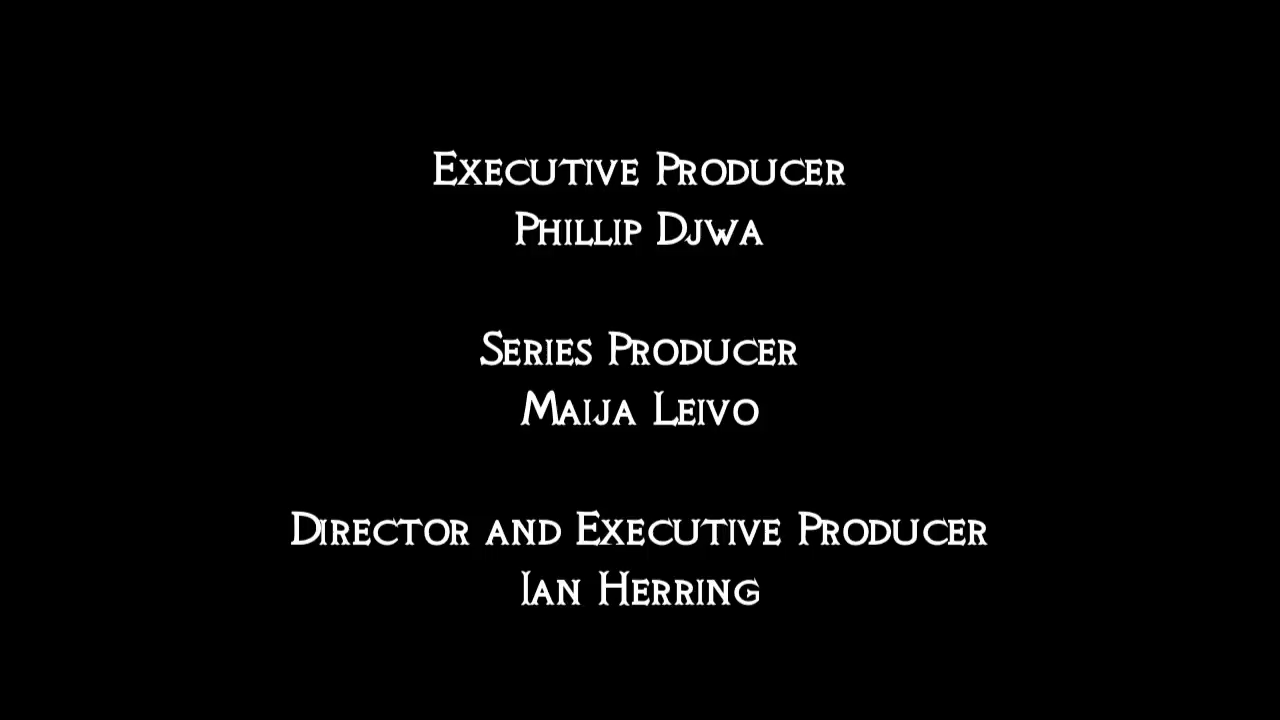 Executive Producer
Phillip Djwa
Series Producer
Maija Leivo
Director and Executive Producer
Ian Herring